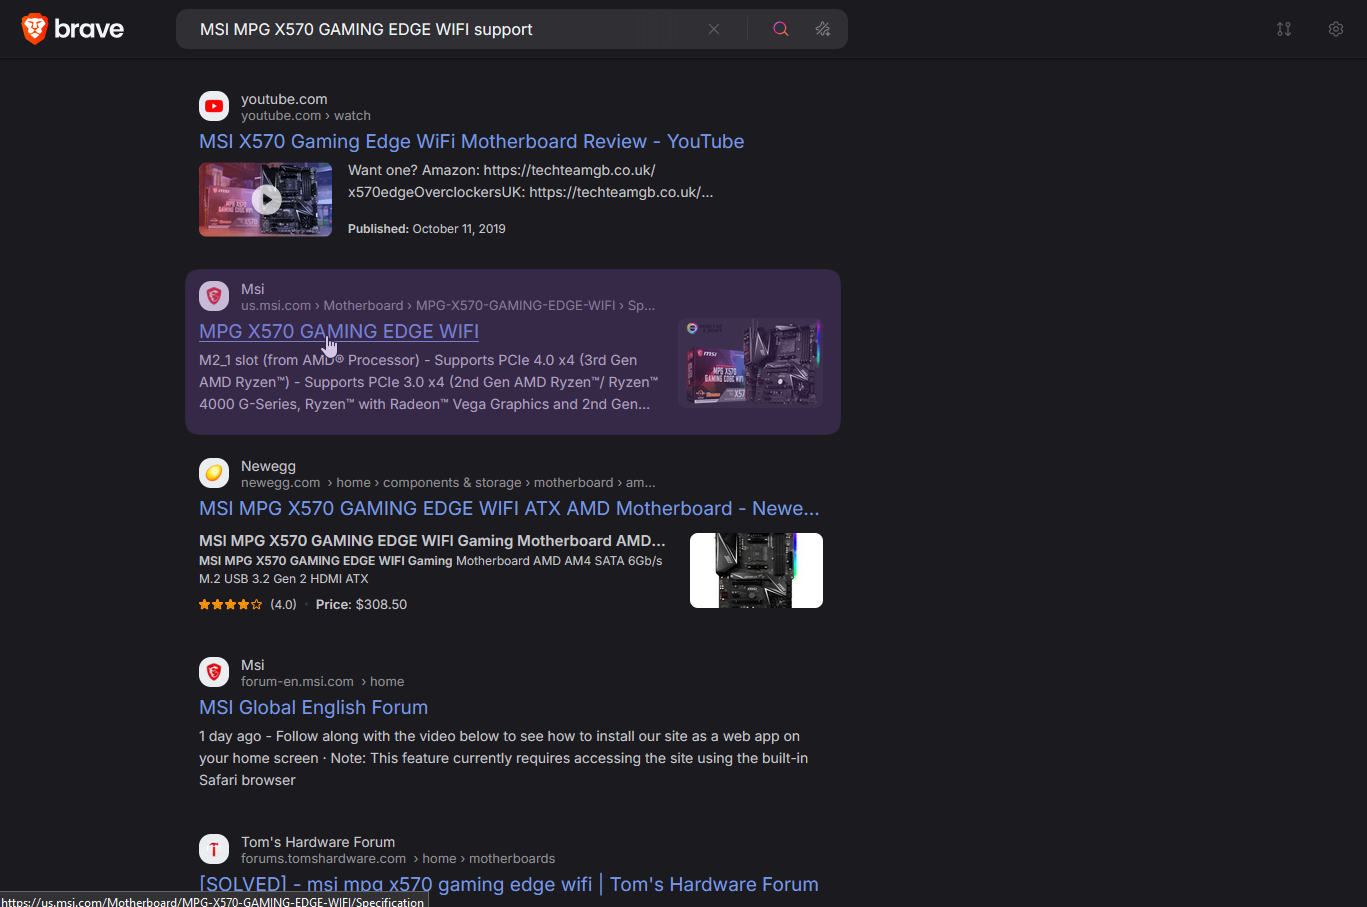 brave
MSI MPG X570 GAMING EDGE WIFI support
youtube.com
youtube.com › watch
MSI X570 Gaming Edge WiFi Motherboard Review - YouTube
Want one? Amazon: https://techteamgb.co.uk/
x570edgeOverclockersUK: https://techteamgb.co.uk/...
Published: October 11, 2019
Msi
us.msi.com › Motherboard › MPG-X570-GAMING-EDGE-WIFI › Sp...
MPG X570 GAMING EDGE WIFI
M2_1 slot (from AMD® Processor) - Supports PCIe 4.0 x4 (3rd Gen
AMD Ryzen™) - Supports PCIe 3.0 x4 (2nd Gen AMD Ryzen™/ Ryzen™
4000 G-Series, Ryzen™ with Radeon™ Vega Graphics and 2nd Gen...
msi
MPG X570
GAMING EDGE WIFI
Newegg
newegg.com › home › components & storage › motherboard › am...
MSI MPG X570 GAMING EDGE WIFI ATX AMD Motherboard - Newe...
MSI MPG X570 GAMING EDGE WIFI Gaming Motherboard AMD...
MSI MPG X570 GAMING EDGE WIFI Gaming Motherboard AMD AM4 SATA 6Gb/s
M.2 USB 3.2 Gen 2 HDMI ATX
(4.0) · Price: $308.50
Msi
forum-en.msi.com › home
MSI Global English Forum
1 day ago - Follow along with the video below to see how to install our site as a web app on
your home screen · Note: This feature currently requires accessing the site using the built-in
Safari browser
Tom's Hardware Forum
forums.tomshardware.com › home › motherboards
[SOLVED] - msi mpg x570 gaming edge wifi | Tom's Hardware Forum
https://us.msi.com/Motherboard/MPG-X570-GAMING-EDGE-WIFI/Specification